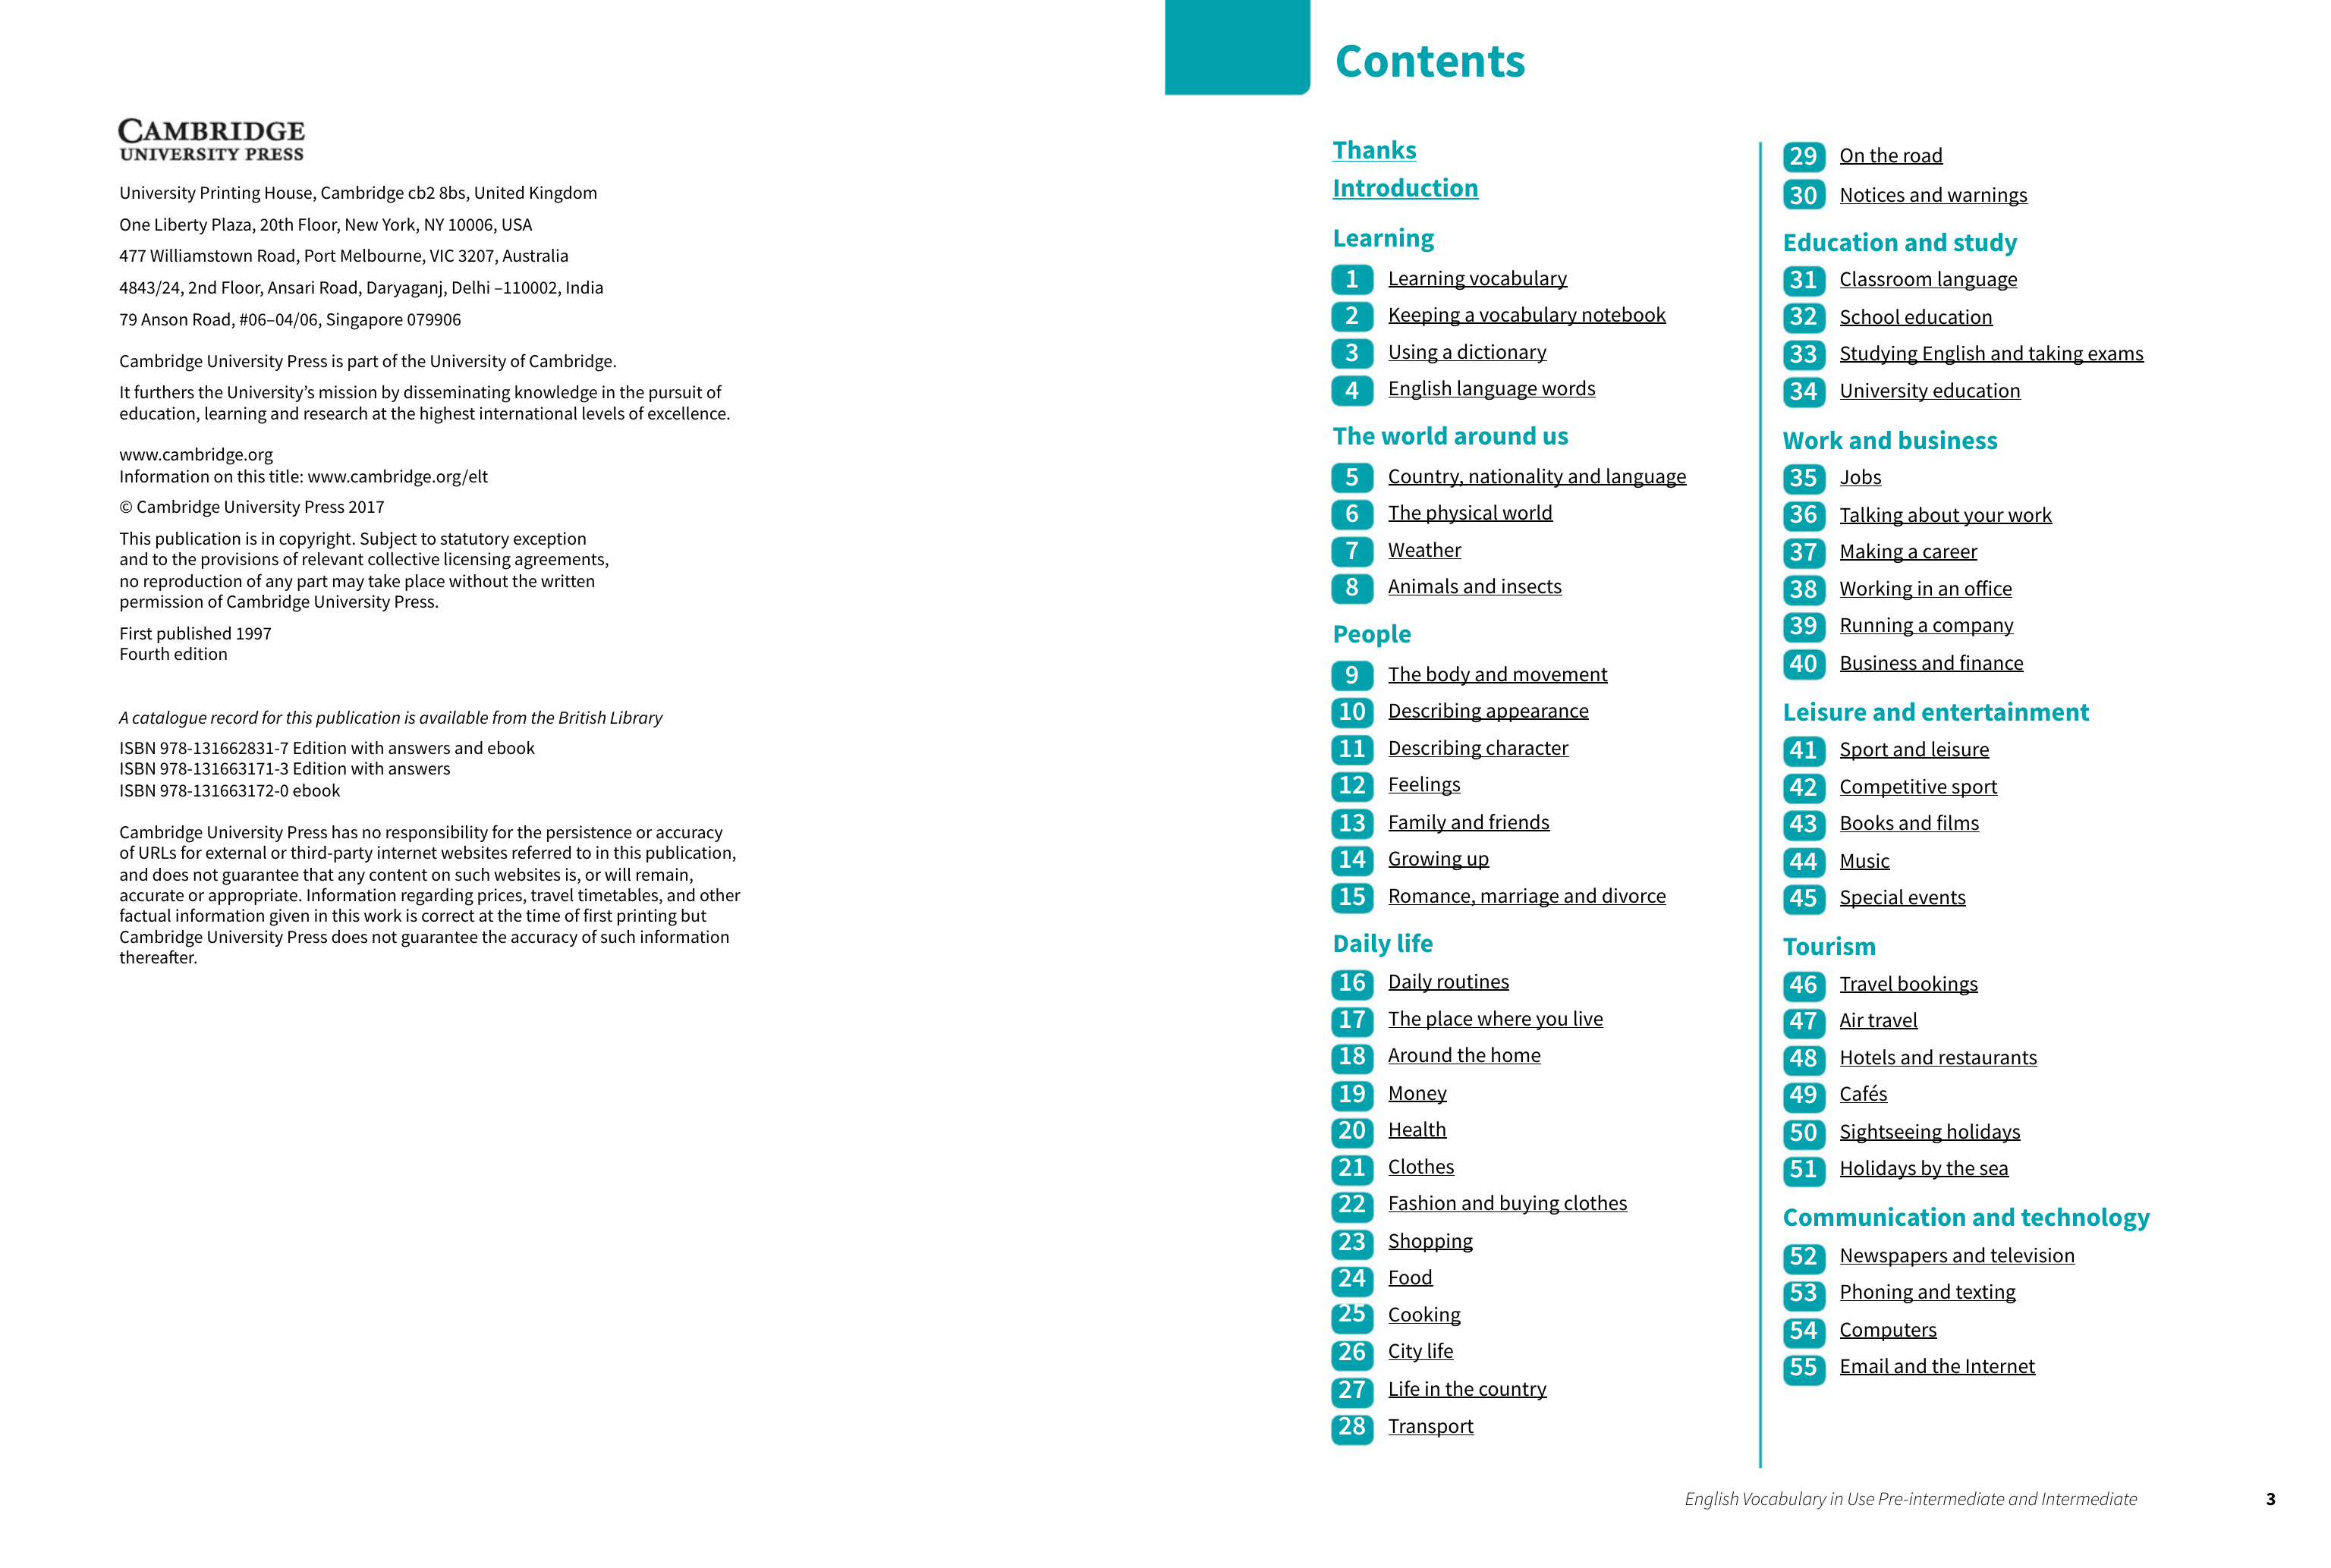 CAMBRIDGE
UNIVERSITY PRESS
University Printing House, Cambridge cb2 8bs, United Kingdom
One Liberty Plaza, 20th Floor, New York, NY 10006, USA
477 Williamstown Road, Port Melbourne, VIC 3207, Australia
4843/24, 2nd Floor, Ansari Road, Daryaganj, Delhi –110002, India
79 Anson Road, #06–04/06, Singapore 079906
Cambridge University Press is part of the University of Cambridge.
It furthers the University’s mission by disseminating knowledge in the pursuit of
education, learning and research at the highest international levels of excellence.
www.cambridge.org
Information on this title: www.cambridge.org/elt
© Cambridge University Press 2017
This publication is in copyright. Subject to statutory exception
and to the provisions of relevant collective licensing agreements,
no reproduction of any part may take place without the written
permission of Cambridge University Press.
First published 1997
Fourth edition
A catalogue record for this publication is available from the British Library
ISBN 978-131662831-7 Edition with answers and ebook
ISBN 978-131663171-3 Edition with answers
ISBN 978-131663172-0 ebook
Cambridge University Press has no responsibility for the persistence or accuracy
of URLs for external or third-party internet websites referred to in this publication,
and does not guarantee that any content on such websites is, or will remain,
accurate or appropriate. Information regarding prices, travel timetables, and other
factual information given in this work is correct at the time of first printing but
Cambridge University Press does not guarantee the accuracy of such information
thereafter.
Contents
Thanks
Introduction
Learning
1 Learning vocabulary
2 Keeping a vocabulary notebook
3 Using a dictionary
4 English language words
The world around us
5 Country, nationality and language
6 The physical world
7 Weather
8 Animals and insects
People
9 The body and movement
10 Describing appearance
11 Describing character
12 Feelings
13 Family and friends
14 Growing up
15 Romance, marriage and divorce
Daily life
16 Daily routines
17 The place where you live
18 Around the home
19 Money
20 Health
21 Clothes
22 Fashion and buying clothes
23 Shopping
24 Food
25 Cooking
26 City life
27 Life in the country
28 Transport
29 On the road
30 Notices and warnings
Education and study
31 Classroom language
32 School education
33 Studying English and taking exams
34 University education
Work and business
35 Jobs
36 Talking about your work
37 Making a career
38 Working in an office
39 Running a company
40 Business and finance
Leisure and entertainment
41 Sport and leisure
42 Competitive sport
43 Books and films
44 Music
45 Special events
Tourism
46 Travel bookings
47 Air travel
48 Hotels and restaurants
49 Cafés
50 Sightseeing holidays
51 Holidays by the sea
Communication and technology
52 Newspapers and television
53 Phoning and texting
54 Computers
55 Email and the Internet
English Vocabulary in Use Pre-intermediate and Intermediate 3